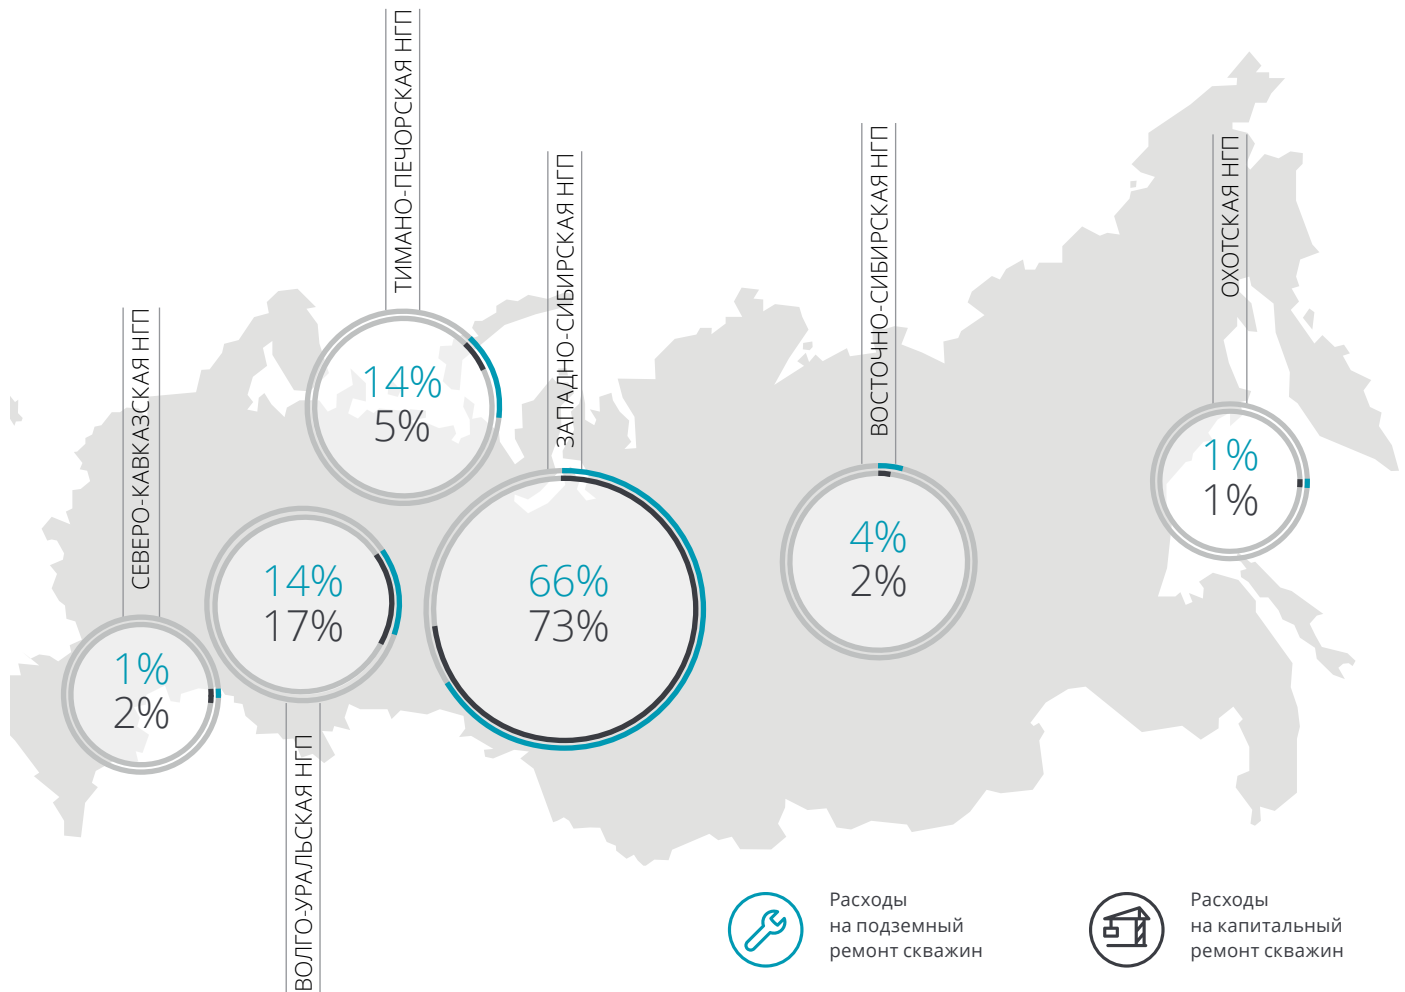 ТИМАНО-ПЕЧОРСКАЯ НГП
14%
5%
ЗАПАДНО-СИБИРСКАЯ НГП
66%
73%
ВОСТОЧНО-СИБИРСКАЯ НГП
4%
2%
ОХОТСКАЯ НГП
1%
1%
СЕВЕРО-КАВКАЗСКАЯ НГП
1%
2%
ВОЛГО-УРАЛЬСКАЯ НГП
14%
17%
Расходы
на подземный
ремонт скважин
Расходы
на капитальный
ремонт скважин